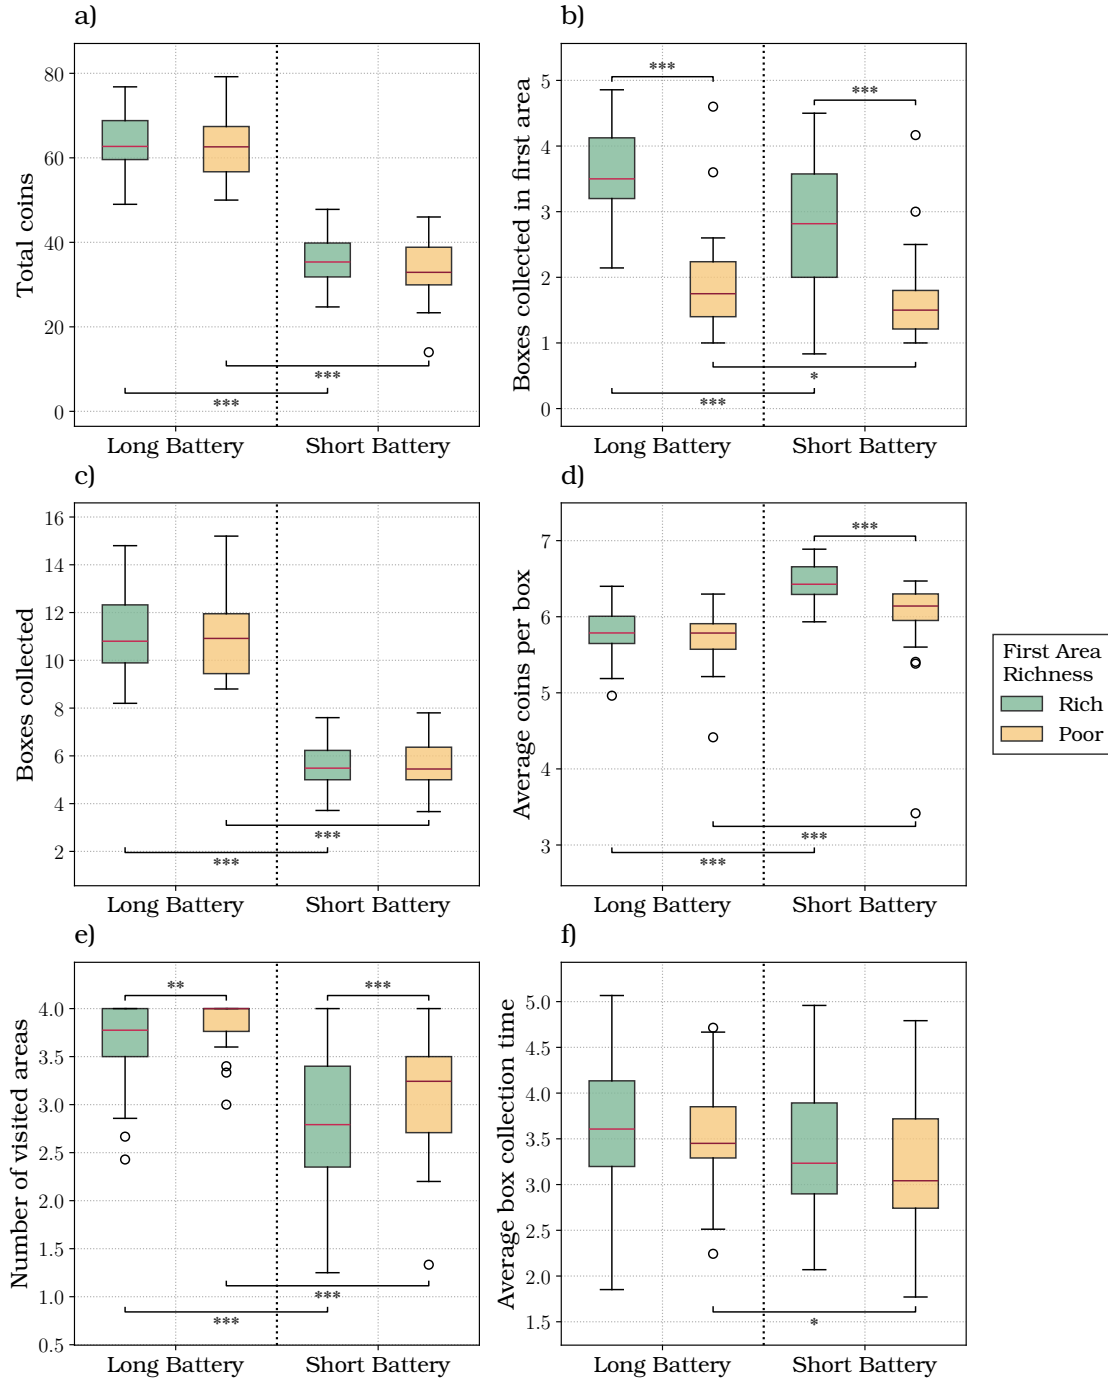 a)
Total coins
80
60
40
20
0
***
***
Long Battery
Short Battery
b)
Boxes collected in first area
5
4
3
2
1
0
***
***
*
***
Long Battery
Short Battery
c)
Boxes collected
16
14
12
10
8
6
4
2
***
***
Long Battery
Short Battery
d)
Average coins per box
7
6
5
4
3
***
***
***
Long Battery
Short Battery
First Area
Richness
Rich
Poor
e)
Number of visited areas
4.0
3.5
3.0
2.5
2.0
1.5
1.0
0.5
**
***
***
***
Long Battery
Short Battery
f)
Average box collection time
5.0
4.5
4.0
3.5
3.0
2.5
2.0
1.5
*
Long Battery
Short Battery